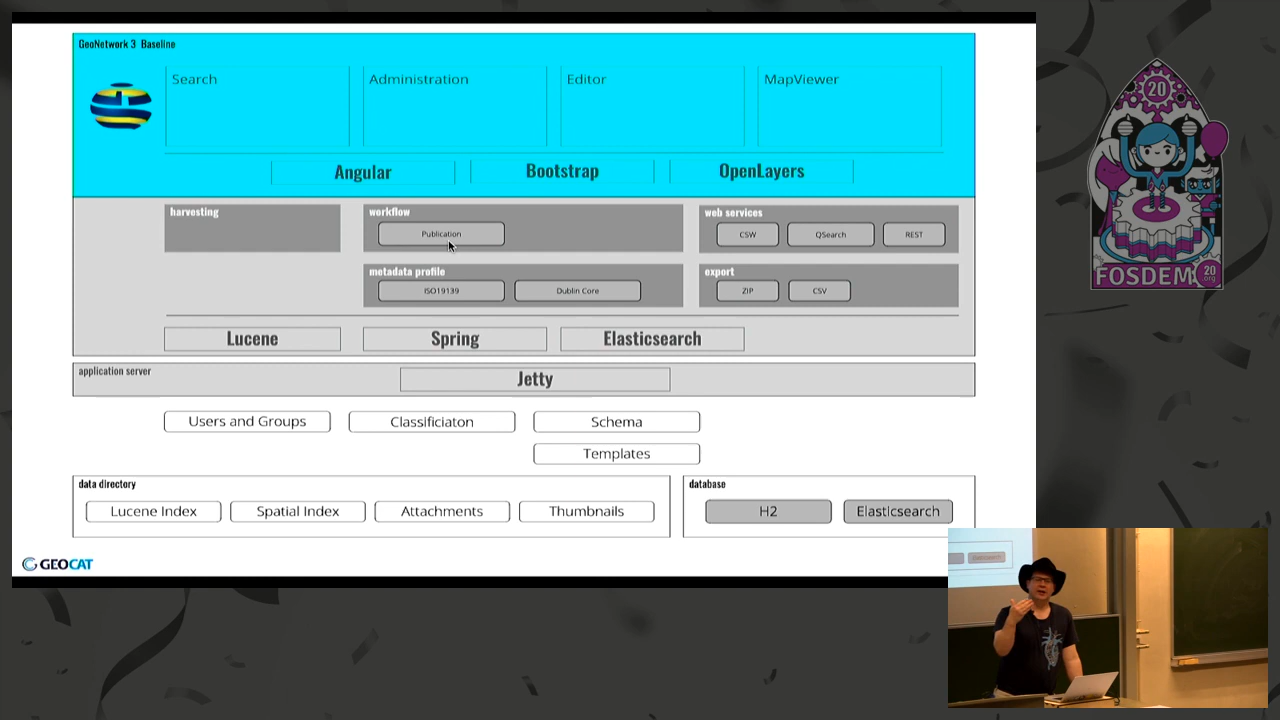 GeoNetwork 3 Baseline
Search
Administration
Editor
MapViewer
Angular
Bootstrap
OpenLayers
harvesting
workflow
Publication
web services
CSW
QSearch
REST
metadata profile
ISO19139
Dublin Core
export
ZIP
CSV
Lucene
Spring
Elasticsearch
application server
Jetty
Users and Groups
Classificiaton
Schema
Templates
data directory
Lucene Index
Spatial Index
Attachments
Thumbnails
database
H2
Elasticsearch
GEOCAT
20
FOSDEM
20
.org